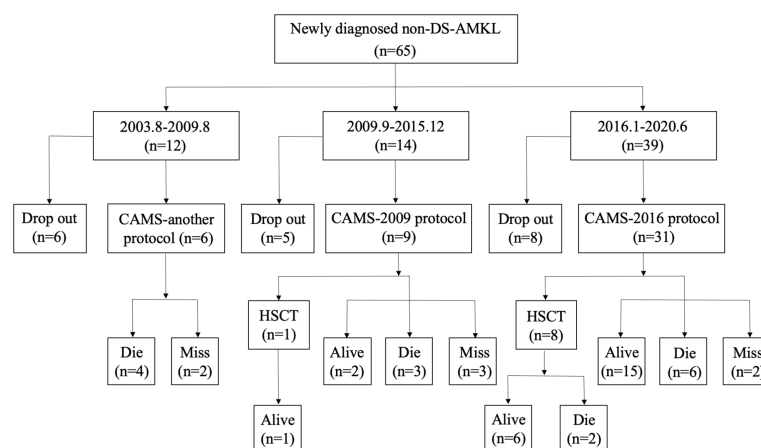 Newly diagnosed non-DS-AMKL
(n=65)
2003.8-2009.8
(n=12)
2009.9-2015.12
(n=14)
2016.1-2020.6
(n=39)
Drop out
(n=6)
CAMS-another
protocol (n=6)
Drop out
(n=5)
CAMS-2009 protocol
(n=9)
Drop out
(n=8)
CAMS-2016 protocol
(n=31)
Die
(n=4)
Miss
(n=2)
HSCT
(n=1)
Alive
(n=2)
Die
(n=3)
Miss
(n=3)
HSCT
(n=8)
Alive
(n=15)
Die
(n=6)
Miss
(n=2)
Alive
(n=1)
Alive
(n=6)
Die
(n=2)